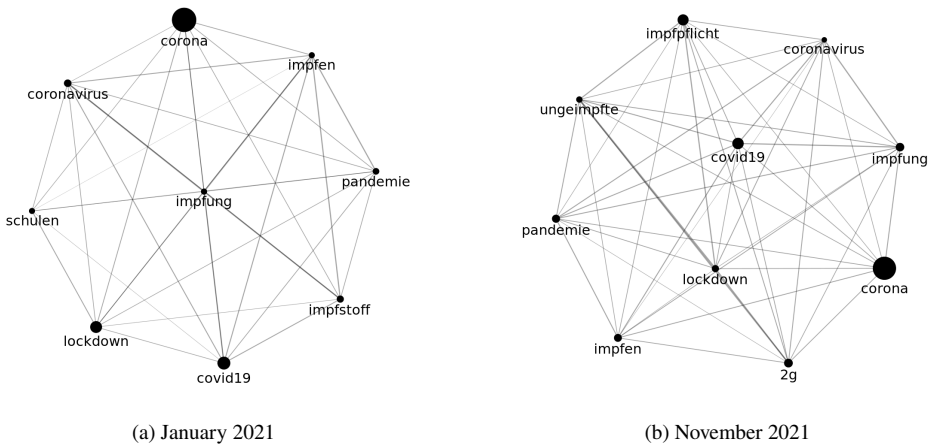 corona
impfen
coronavirus
pandemie
impfung
schulen
impfstoff
lockdown
covid19
(a) January 2021
impfpflicht
coronavirus
ungeimpfte
covid19
impfung
pandemie
lockdown
corona
impfen
2g
(b) November 2021